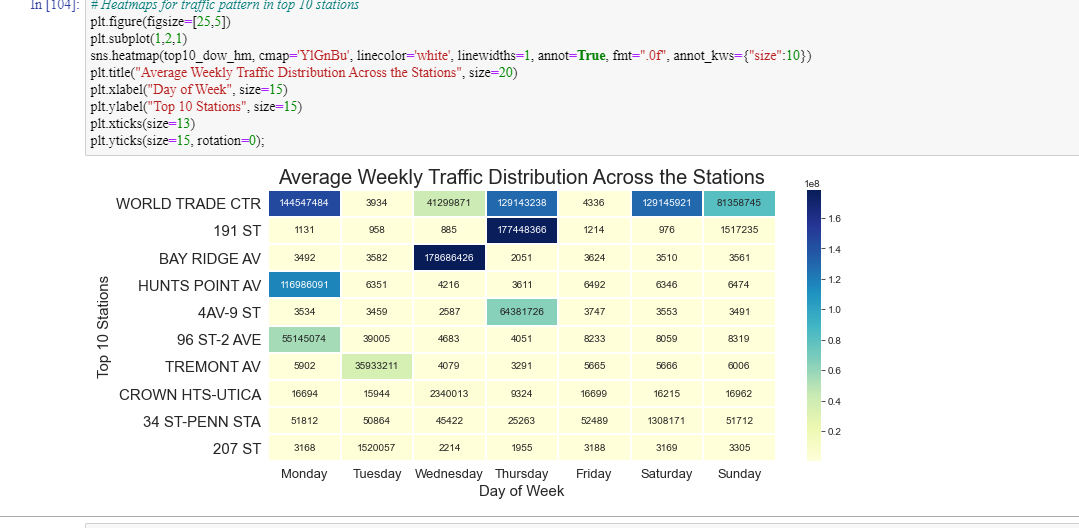 In [104]: # Heatmaps for traffic pattern in top 10 stations
plt.figure(figsize=[25,5])
plt.subplot(1,2,1)
sns.heatmap(top10_dow_hm, cmap='YlGnBu', linecolor='white', linewidths=1, annot=True, fmt=".0f", annot_kws={"size":10})
plt.title("Average Weekly Traffic Distribution Across the Stations", size=20)
plt.xlabel("Day of Week", size=15)
plt.ylabel("Top 10 Stations", size=15)
plt.xticks(size=13)
plt.yticks(size=15, rotation=0);
Average Weekly Traffic Distribution Across the Stations
1e8
WORLD TRADE CTR 144547484 3934 41299871 129143238 4336 129145921 81358745
191 ST 1131 958 885 177448366 1214 976 1517235
BAY RIDGE AV 3492 3582 178686426 2051 3624 3510 3561
HUNTS POINT AV 116986091 6351 4216 3611 6492 6346 6474
4AV-9 ST 3534 3459 2587 64381726 3747 3553 3491
96 ST-2 AVE 55145074 39005 4683 4051 8233 8059 8319
TREMONT AV 5902 35933211 4079 3291 5665 5666 6006
CROWN HTS-UTICA 16694 15944 2340013 9324 16699 16215 16962
34 ST-PENN STA 51812 50864 45422 25263 52489 1308171 51712
207 ST 3168 1520057 2214 1955 3188 3169 3305
Monday Tuesday Wednesday Thursday Friday Saturday Sunday
Day of Week
Top 10 Stations
1.6
1.4
1.2
1.0
0.8
0.6
0.4
0.2